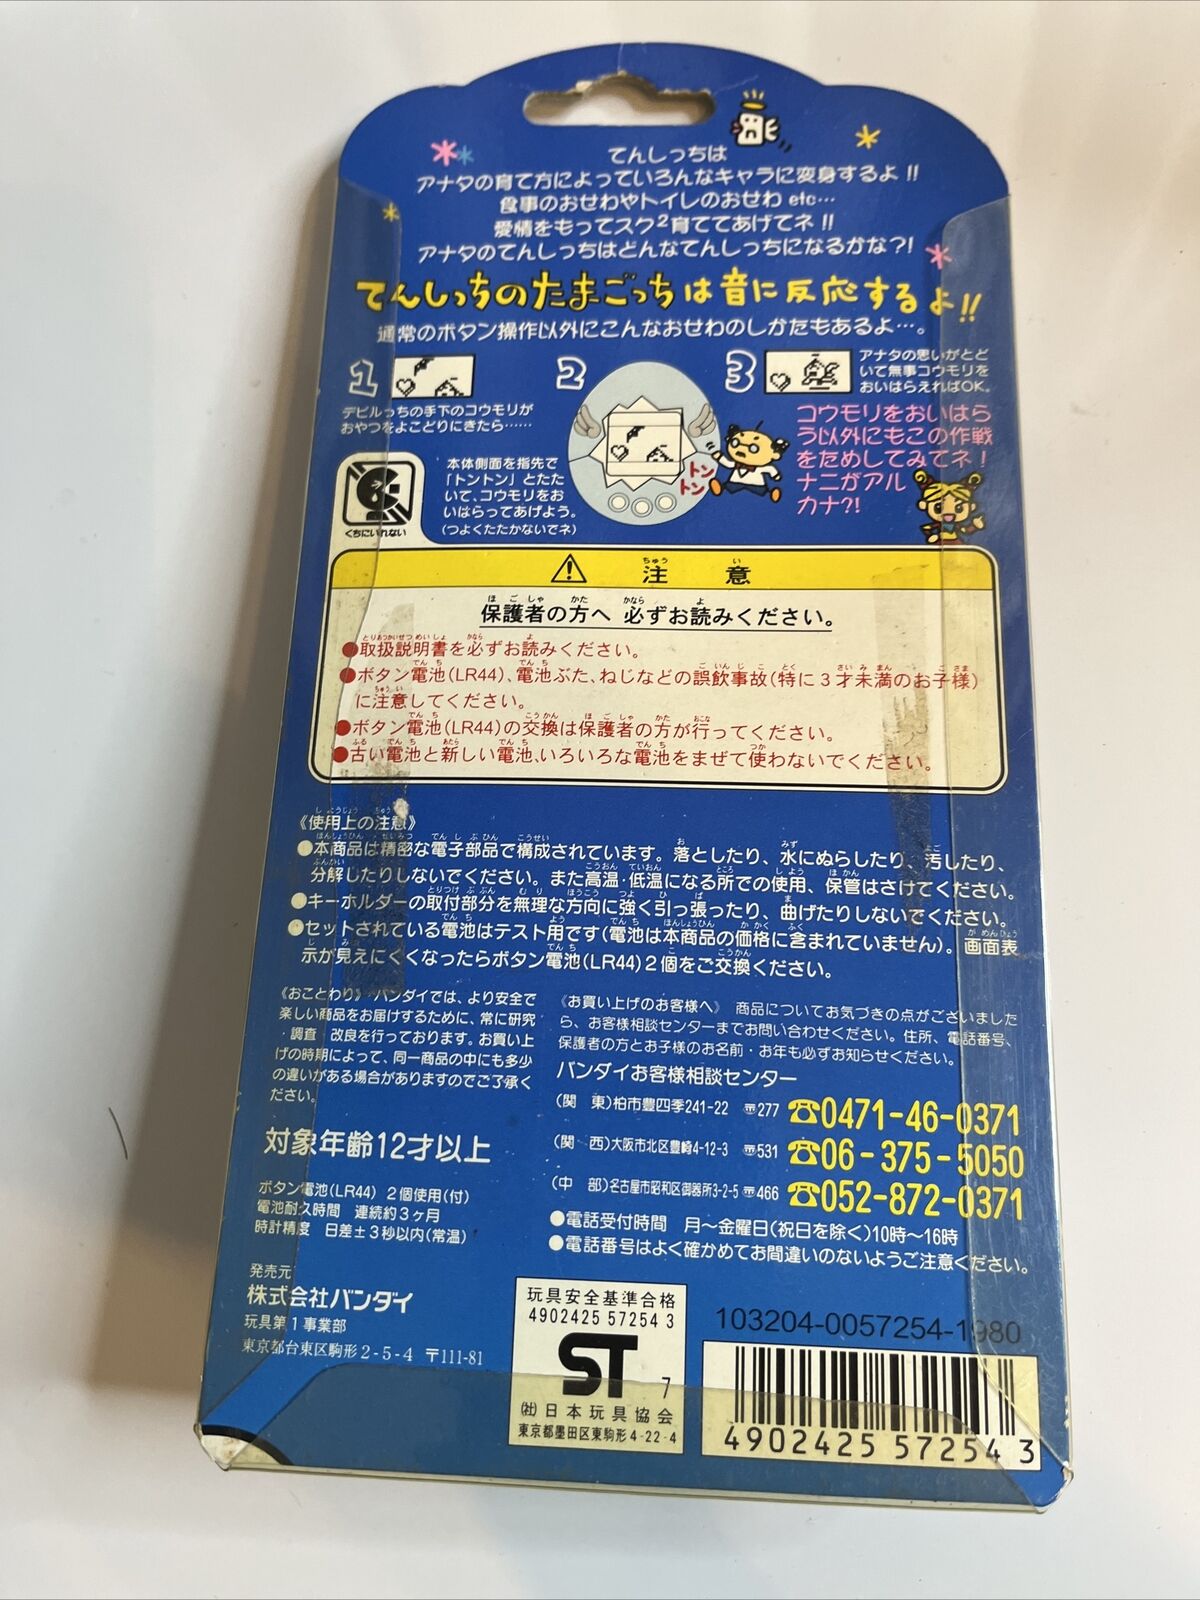 てんしっちは
アナタの育て方によっていろんなキャラに変身するよ!!
食事のおせわやトイレのおせわ etc…
愛情をもってスク²育ててあげてネ!!
アナタのてんしっちはどんなてんしっちになるかな?!
てんしっちのたまごっちは音に反応するよ!!
通常のボタン操作以外にこんなおせわのしかたもあるよ…。
1
デビルっちの手下のコウモリが
おやつをよこどりにきたら……
2
本体側面を指先で
「トントン」とたた
いて、コウモリをお
いはらってあげよう。
(つよくたたかないでネ)
トン
トン
3
アナタの思いがとど
いて無事コウモリを
おいはらえればOK。
コウモリをおいはら
う以外にもこの作戦
をためしてみてネ!
ナニがアル
カナ?!
くちにいれない
注意
保護者の方へ 必ずお読みください。
●取扱説明書を必ずお読みください。
●ボタン電池(LR44)、電池ぶた、ねじなどの誤飲事故(特に3才未満のお子様)
に注意してください。
●ボタン電池(LR44)の交換は保護者の方が行ってください。
●古い電池と新しい電池、いろいろな電池をまぜて使わないでください。
《使用上の注意》
●本商品は精密な電子部品で構成されています。落としたり、水にぬらしたり、汚したり、
分解したりしないでください。また高温・低温になる所での使用、保管はさけてください。
●キーホルダーの取付部分を無理な方向に強く引っ張ったり、曲げたりしないでください。
●セットされている電池はテスト用です(電池は本商品の価格に含まれていません)。画面表
示が見えにくくなったらボタン電池(LR44)2個をご交換ください。
《おことわり》バンダイでは、より安全で
楽しい商品をお届けするために、常に研究
・調査・改良を行っております。お買い上
げの時期によって、同一商品の中にも多少
の違いがある場合がありますのでご了承く
ださい。
対象年齢12才以上
ボタン電池(LR44) 2個使用(付)
電池耐久時間 連続約3ヶ月
時計精度 日差±3秒以内(常温)
発売元
株式会社バンダイ
玩具第1事業部
東京都台東区駒形2-5-4 〒111-81
《お買い上げのお客様へ》 商品についてお気づきの点がございました
ら、お客様相談センターまでお問い合わせください。住所、電話番号、
保護者の方とお子様のお名前・お年も必ずお知らせください。
バンダイお客様相談センター
(関 東)柏市豊四季241-22 〒277 ☎0471-46-0371
(関 西)大阪市北区豊崎4-12-3 〒531 ☎06-375-5050
(中 部)名古屋市昭和区御器所3-2-5 〒466 ☎052-872-0371
●電話受付時間 月〜金曜日(祝日を除く)10時〜16時
●電話番号はよく確かめてお間違いのないようご注意ください。
玩具安全基準合格
4902425 57254 3
ST 7
(社)日本玩具協会
東京都墨田区東駒形4-22-4
103204-0057254-1980
4902425 572543